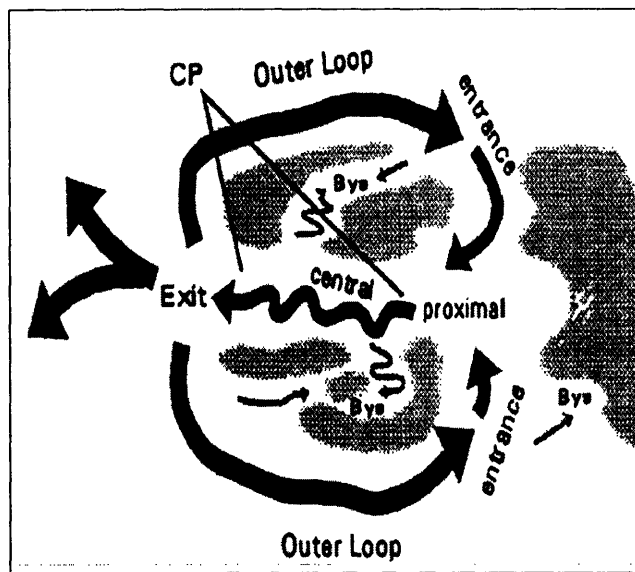 CP
Outer Loop
entrance
Bys
central
Exit
proximal
Bys
Bys
entrance
Outer Loop